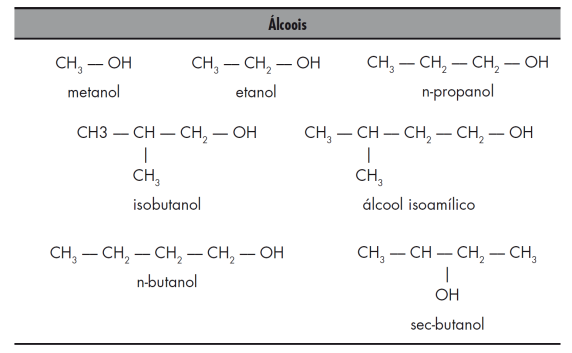 Álcoois
CH₃ — OH CH₃ — CH₂ — OH CH₃ — CH₂ — CH₂ — OH
metanol etanol n-propanol
CH3 — CH — CH₂ — OH CH₃ — CH — CH₂ — CH₂ — OH
| |
CH₃ CH₃
isobutanol álcool isoamílico
CH₃ — CH₂ — CH₂ — CH₂ — OH CH₃ — CH — CH₂ — CH₃
n-butanol |
OH
sec-butanol